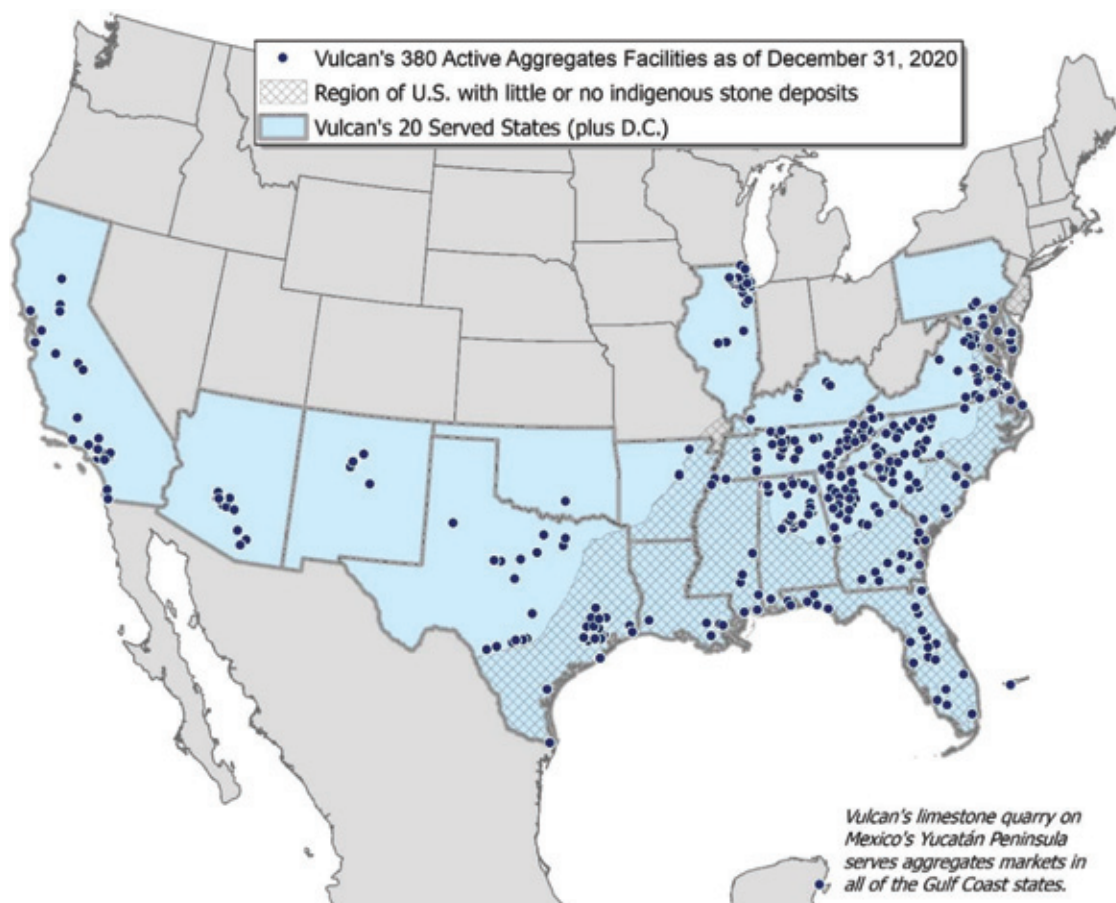 Vulcan's 380 Active Aggregates Facilities as of December 31, 2020
Region of U.S. with little or no indigenous stone deposits
Vulcan's 20 Served States (plus D.C.)
Vulcan's limestone quarry on
Mexico's Yucatán Peninsula
serves aggregates markets in
all of the Gulf Coast states.